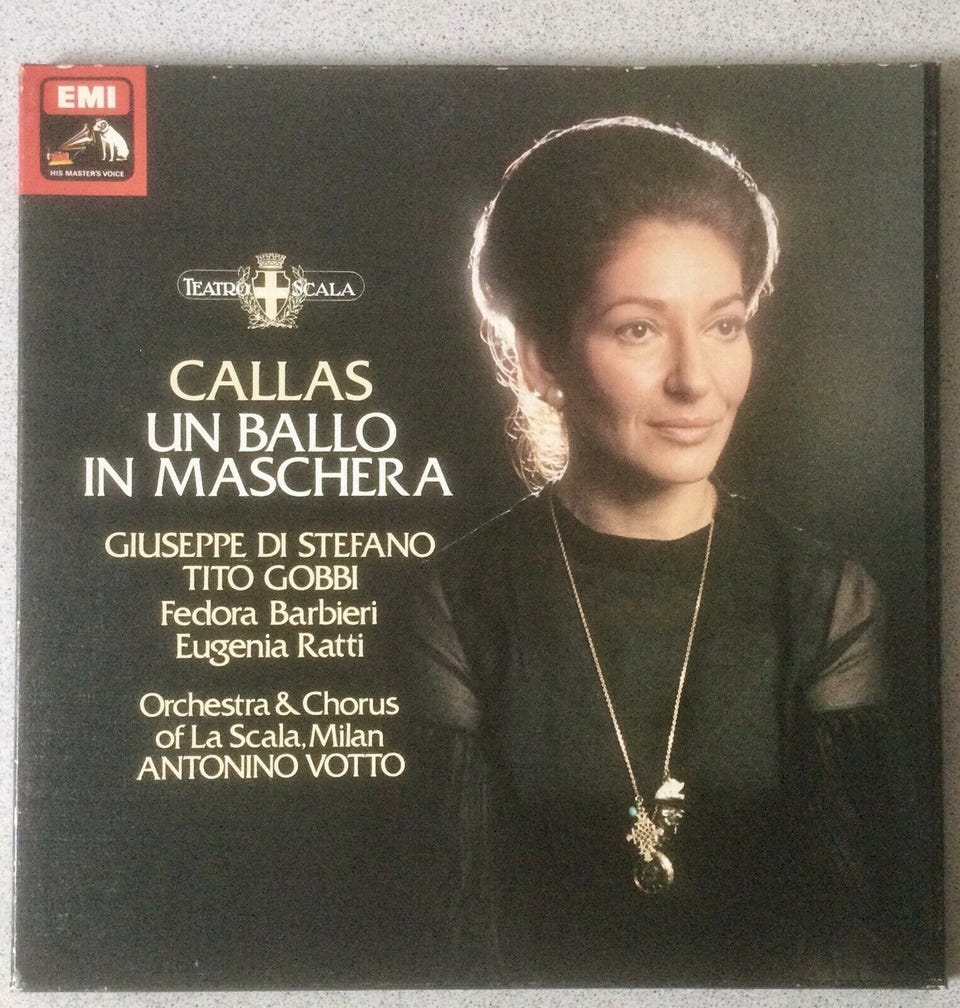 EMI
HIS MASTER'S VOICE
TEATRO SCALA
CALLAS
UN BALLO
IN MASCHERA
GIUSEPPE DI STEFANO
TITO GOBBI
Fedora Barbieri
Eugenia Ratti
Orchestra & Chorus
of La Scala, Milan
ANTONINO VOTTO